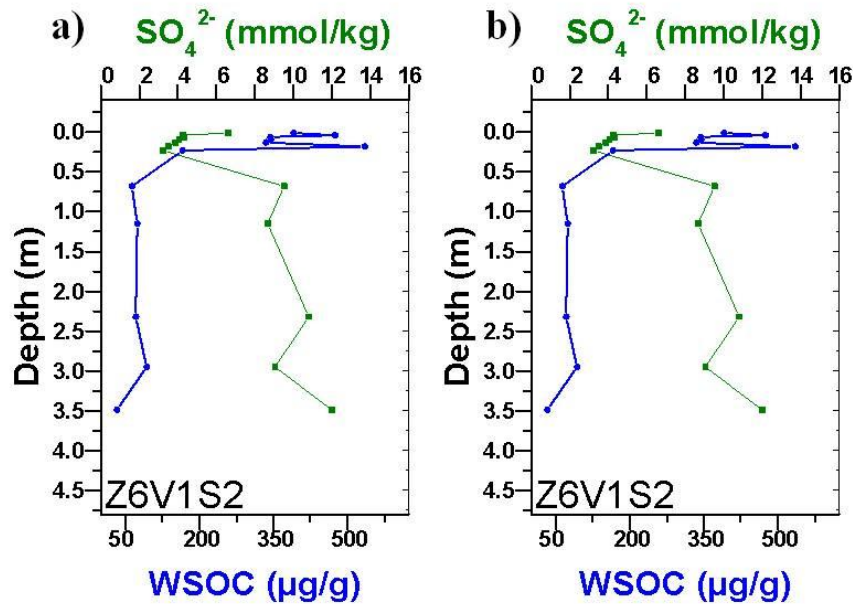 a) SO₄²⁻ (mmol/kg)
0 2 4 6 8 10 12 14 16
Depth (m)
0.0
0.5
1.0
1.5
2.0
2.5
3.0
3.5
4.0
4.5
Z6V1S2
50 200 350 500
WSOC (µg/g)
b) SO₄²⁻ (mmol/kg)
0 2 4 6 8 10 12 14 16
Depth (m)
0.0
0.5
1.0
1.5
2.0
2.5
3.0
3.5
4.0
4.5
Z6V1S2
50 200 350 500
WSOC (µg/g)